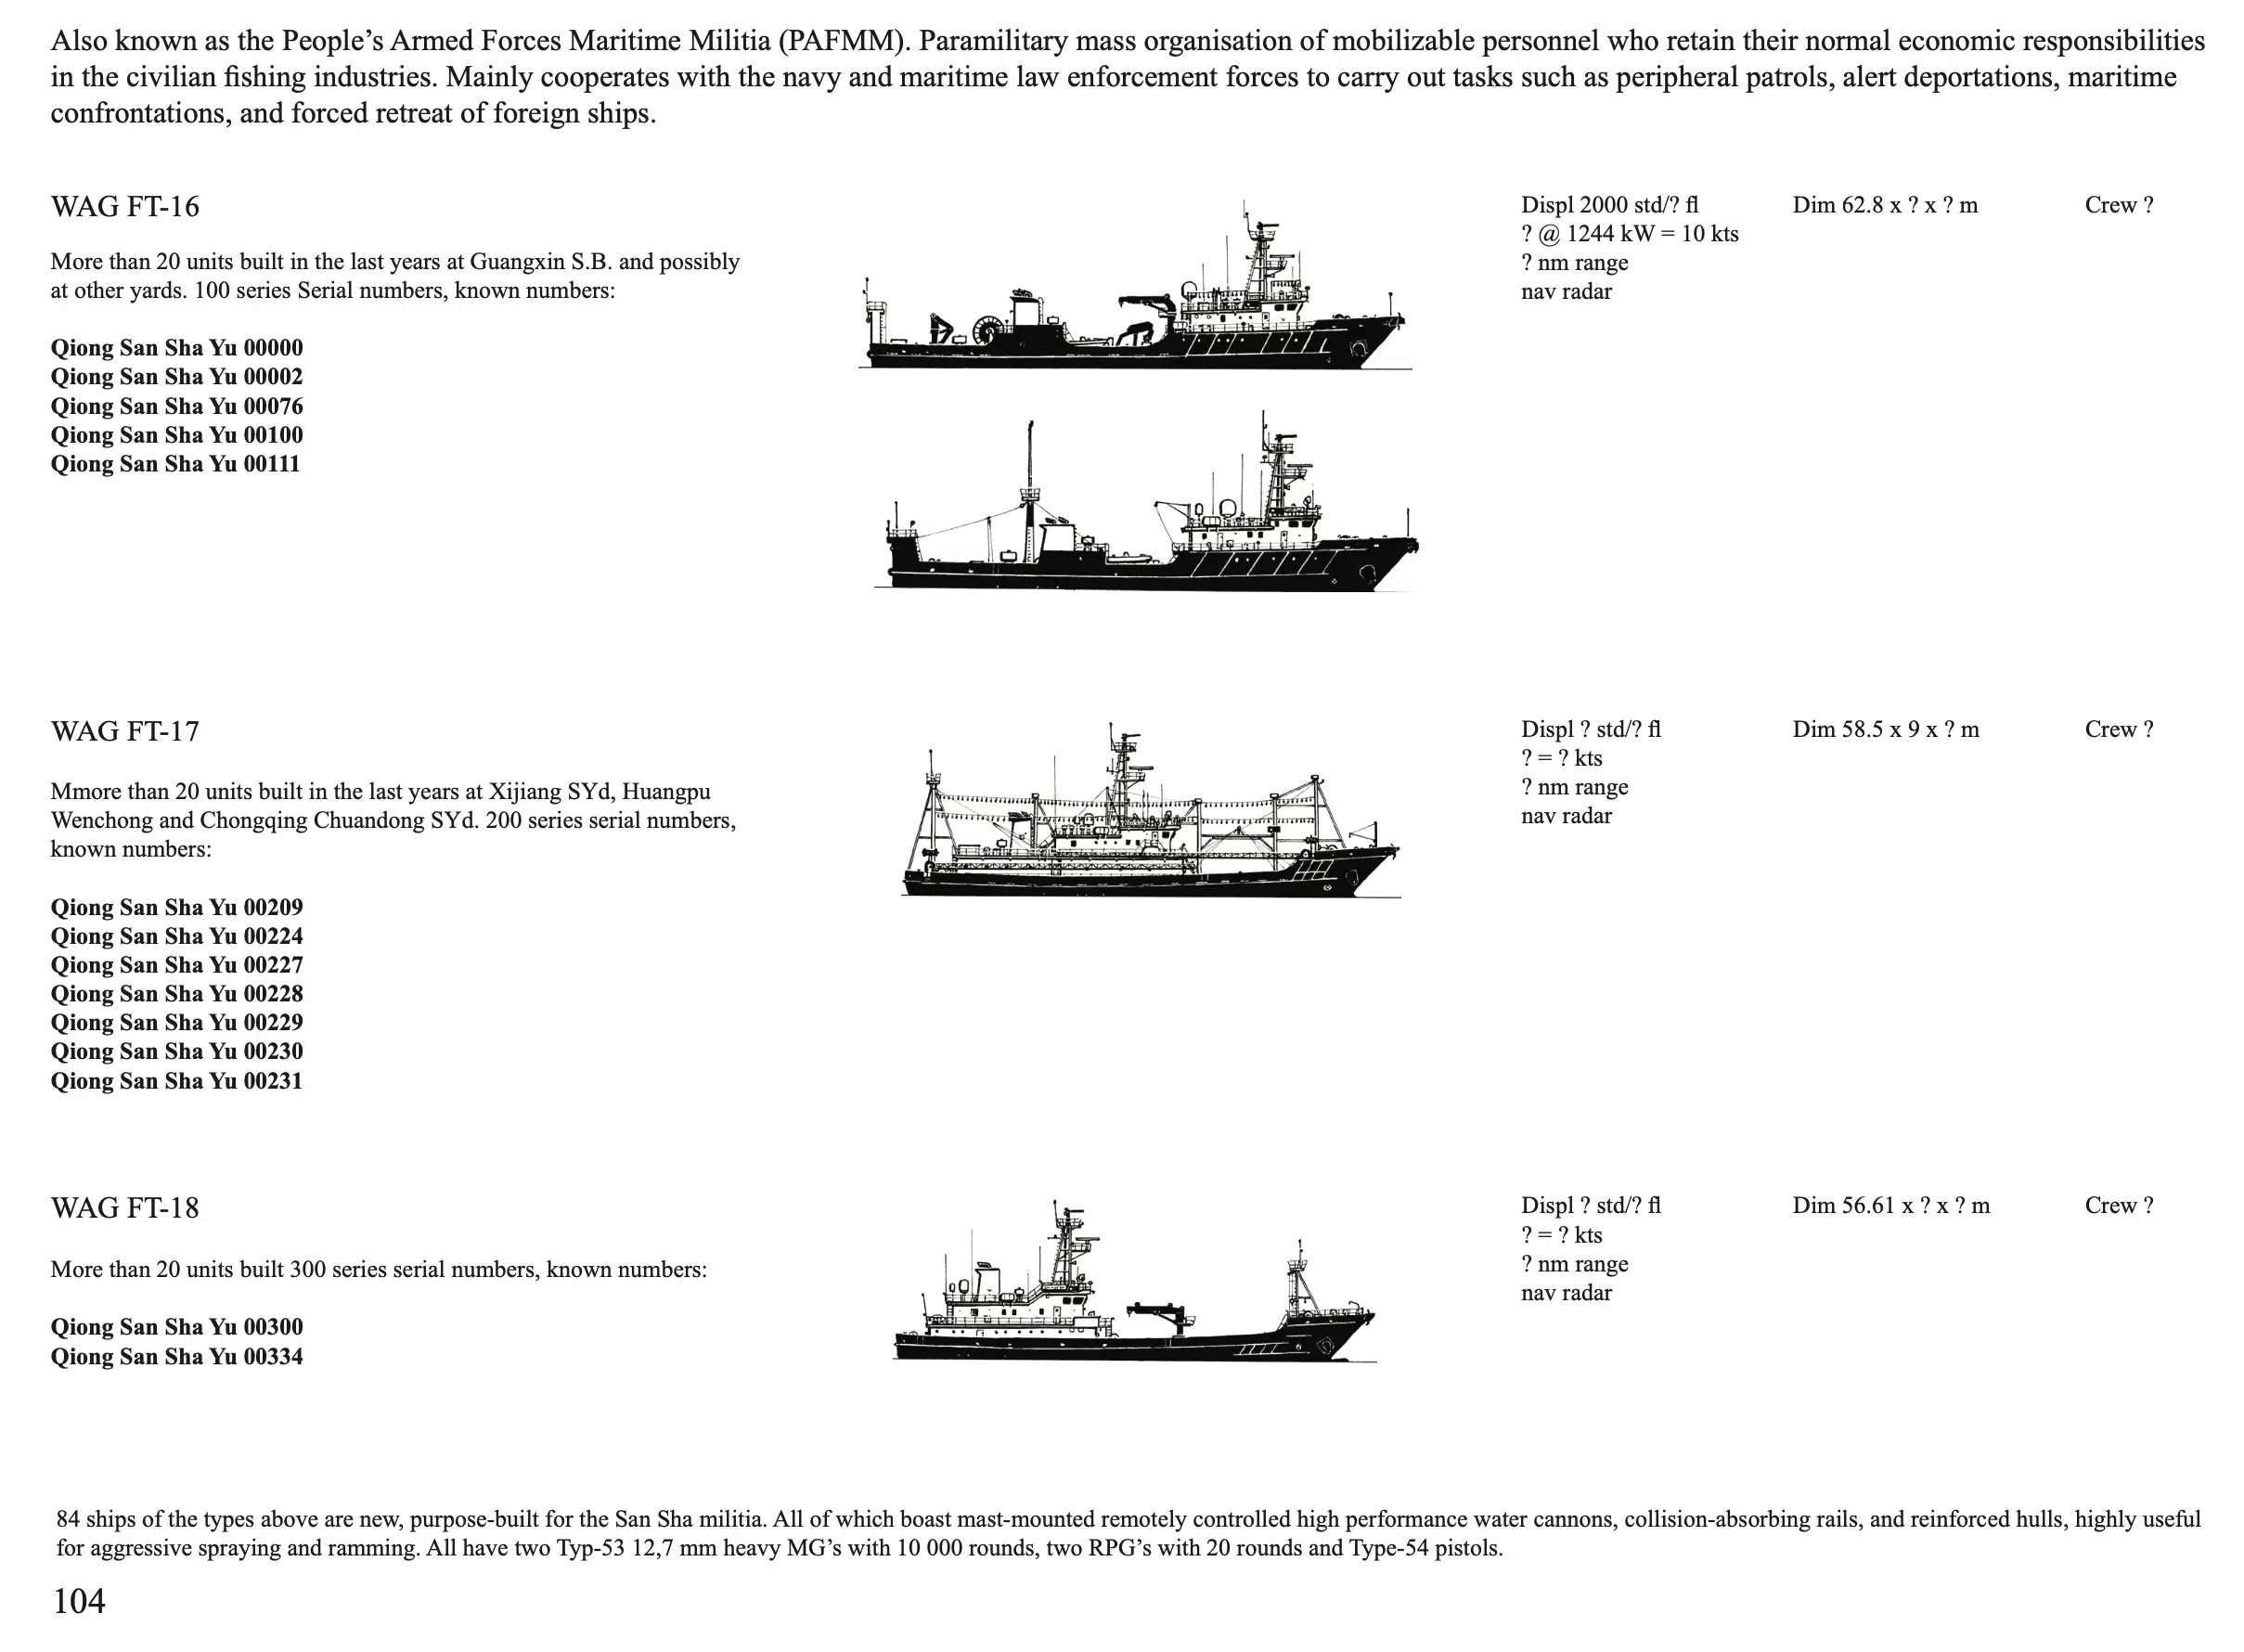 Also known as the People’s Armed Forces Maritime Militia (PAFMM). Paramilitary mass organisation of mobilizable personnel who retain their normal economic responsibilities
in the civilian fishing industries. Mainly cooperates with the navy and maritime law enforcement forces to carry out tasks such as peripheral patrols, alert deportations, maritime
confrontations, and forced retreat of foreign ships.
WAG FT-16
More than 20 units built in the last years at Guangxin S.B. and possibly
at other yards. 100 series Serial numbers, known numbers:
Qiong San Sha Yu 00000
Qiong San Sha Yu 00002
Qiong San Sha Yu 00076
Qiong San Sha Yu 00100
Qiong San Sha Yu 00111
Displ 2000 std/? fl
? @ 1244 kW = 10 kts
? nm range
nav radar
Dim 62.8 x ? x ? m
Crew ?
WAG FT-17
Mmore than 20 units built in the last years at Xijiang SYd, Huangpu
Wenchong and Chongqing Chuandong SYd. 200 series serial numbers,
known numbers:
Qiong San Sha Yu 00209
Qiong San Sha Yu 00224
Qiong San Sha Yu 00227
Qiong San Sha Yu 00228
Qiong San Sha Yu 00229
Qiong San Sha Yu 00230
Qiong San Sha Yu 00231
Displ ? std/? fl
? = ? kts
? nm range
nav radar
Dim 58.5 x 9 x ? m
Crew ?
WAG FT-18
More than 20 units built 300 series serial numbers, known numbers:
Qiong San Sha Yu 00300
Qiong San Sha Yu 00334
Displ ? std/? fl
? = ? kts
? nm range
nav radar
Dim 56.61 x ? x ? m
Crew ?
84 ships of the types above are new, purpose-built for the San Sha militia. All of which boast mast-mounted remotely controlled high performance water cannons, collision-absorbing rails, and reinforced hulls, highly useful
for aggressive spraying and ramming. All have two Typ-53 12,7 mm heavy MG’s with 10 000 rounds, two RPG’s with 20 rounds and Type-54 pistols.
104